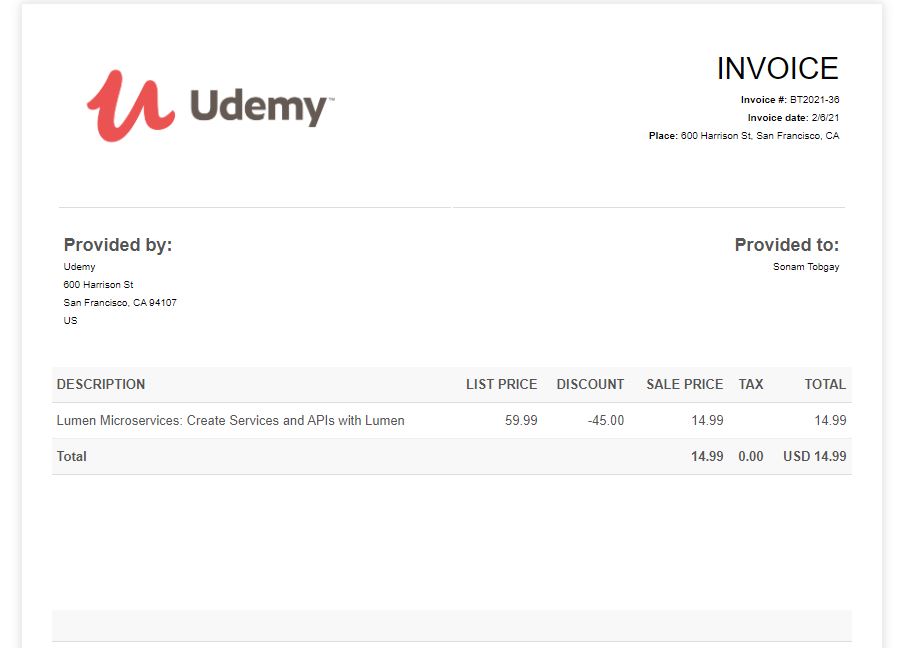 Udemy™
INVOICE
Invoice #: BT2021-36
Invoice date: 2/6/21
Place: 600 Harrison St, San Francisco, CA
Provided by:
Udemy
600 Harrison St
San Francisco, CA 94107
US
Provided to:
Sonam Tobgay
DESCRIPTION LIST PRICE DISCOUNT SALE PRICE TAX TOTAL
Lumen Microservices: Create Services and APIs with Lumen 59.99 -45.00 14.99 14.99
Total 14.99 0.00 USD 14.99